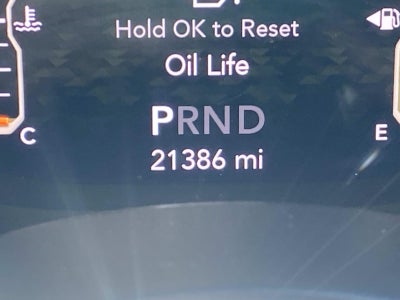 Hold OK to Reset
Oil Life
PRND
C
E
21386 mi